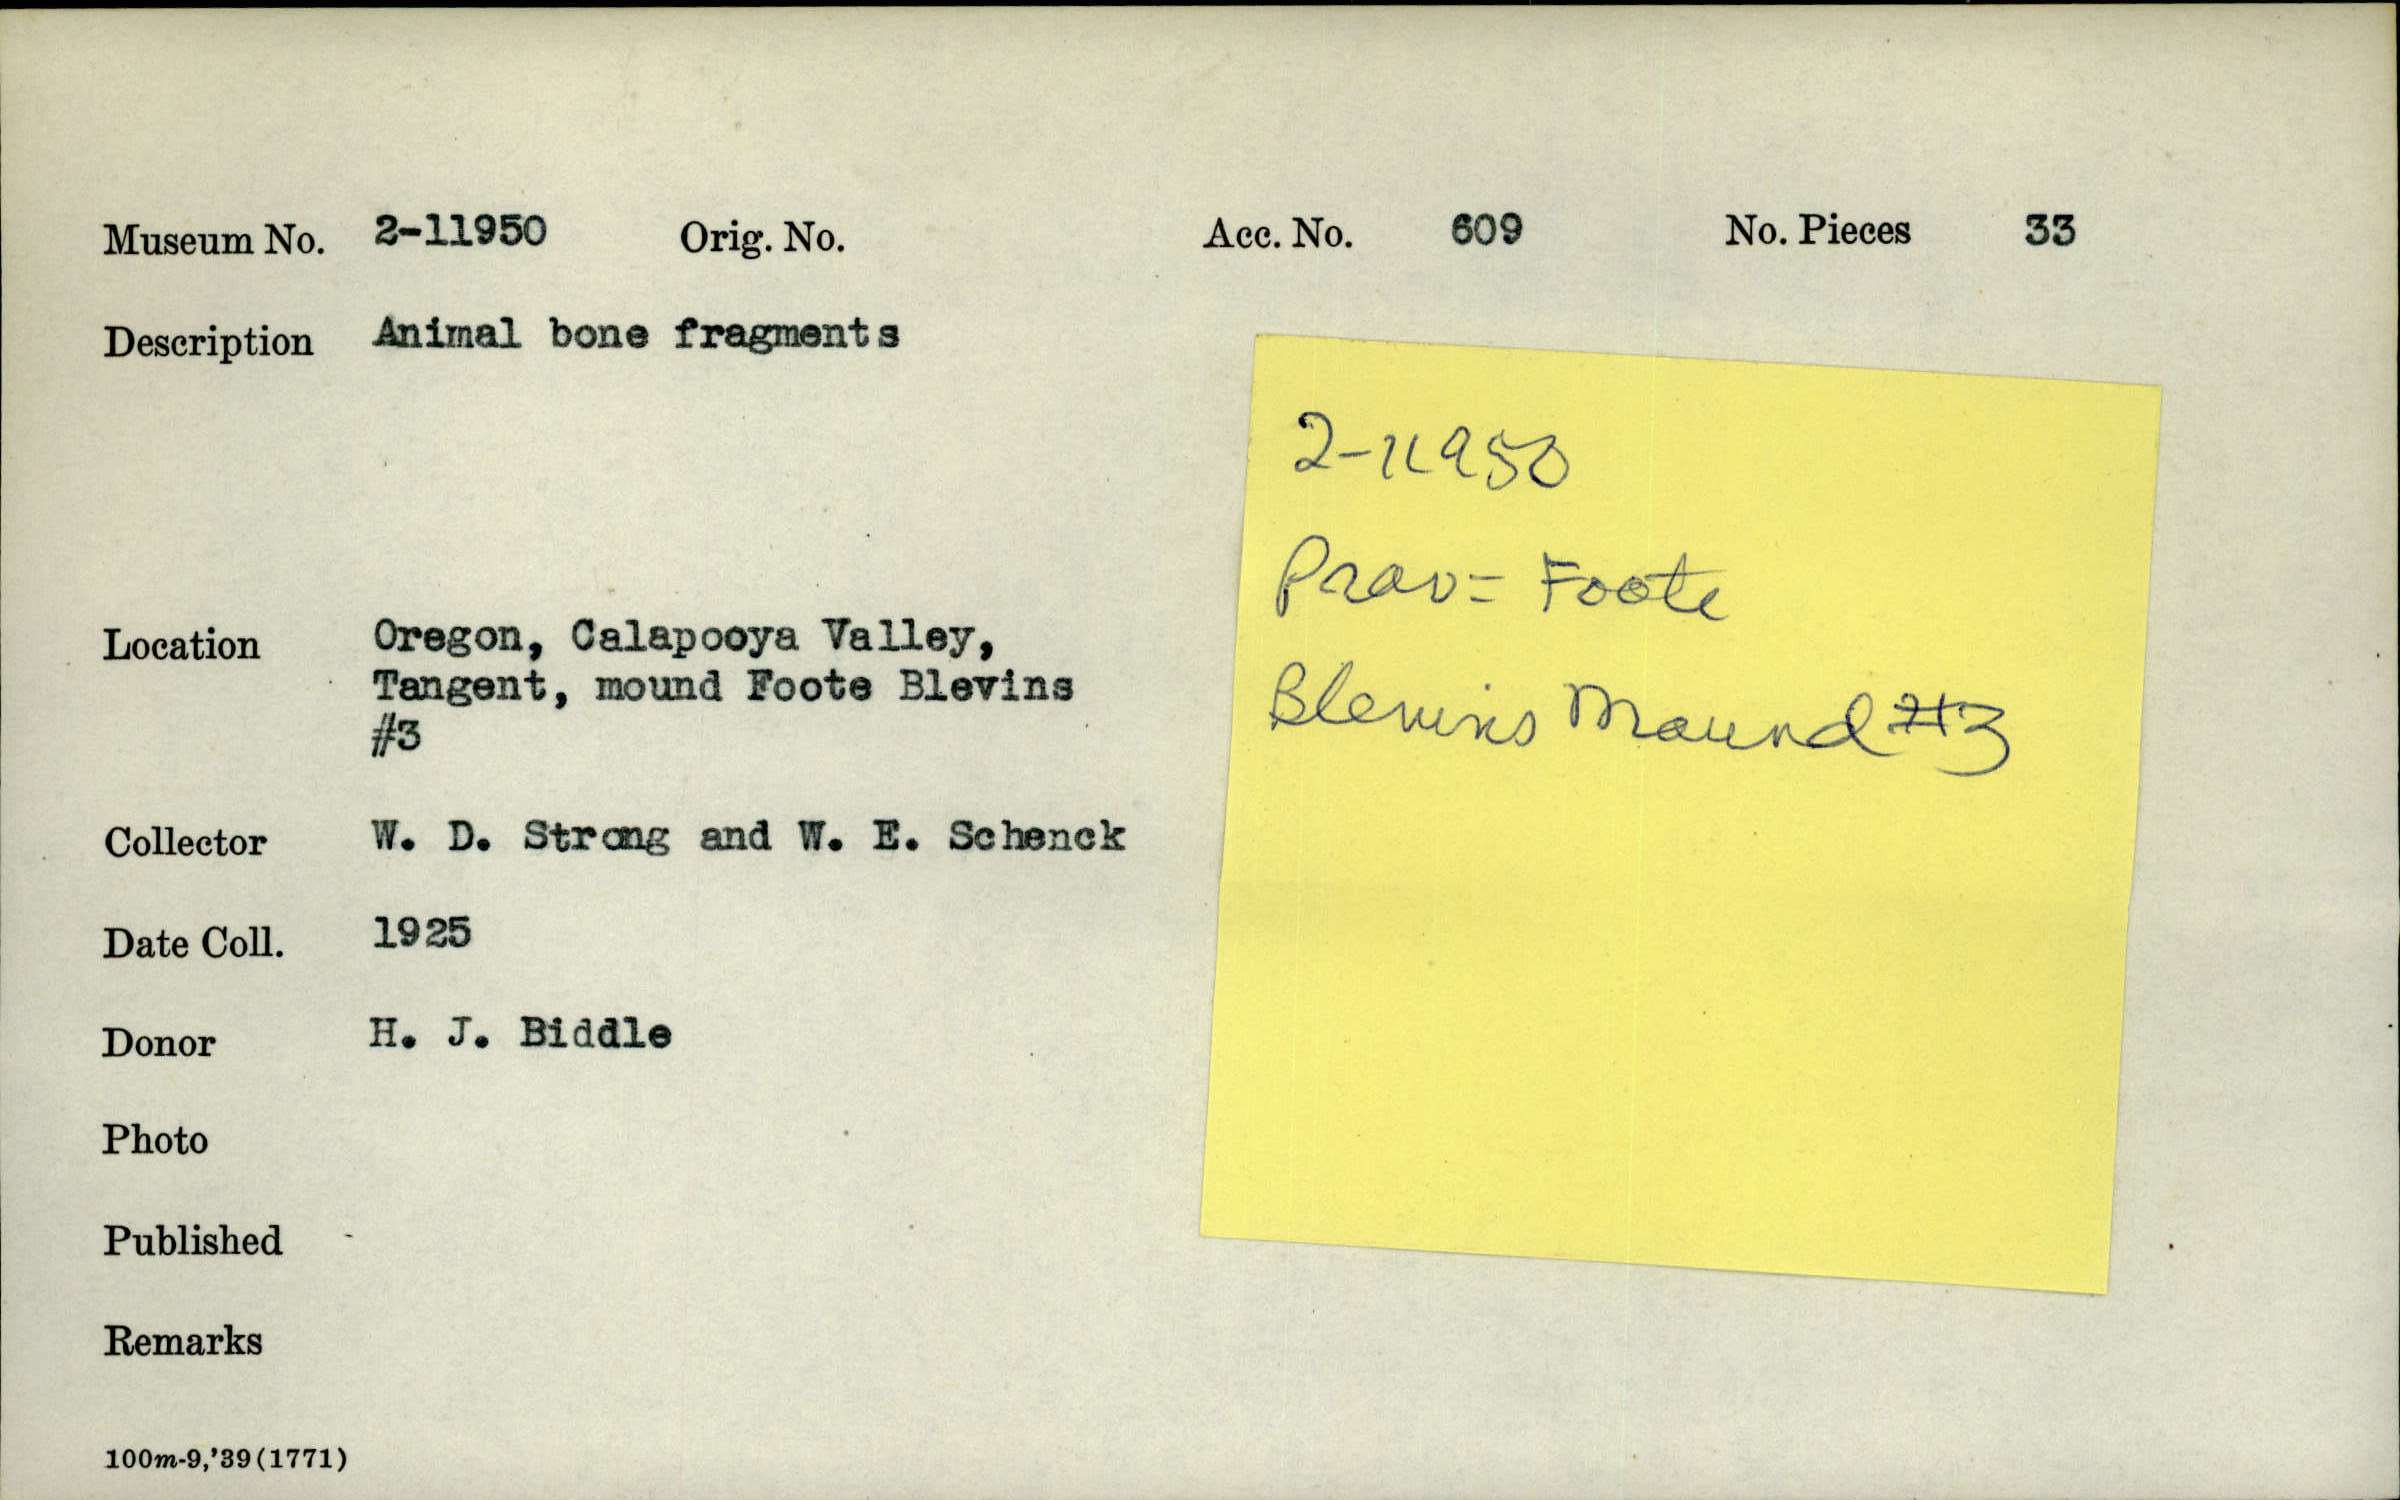 Museum No. 2-11950 Orig. No. Acc. No. 609 No. Pieces 33
Description Animal bone fragments
Location Oregon, Calapooya Valley,
Tangent, mound Foote Blevins
#3
Collector W. D. Strong and W. E. Schenck
Date Coll. 1925
Donor H. J. Biddle
Photo
Published
Remarks
100m-9,'39(1771)
2-11950
Prov= Foote
Blevins Mound #3